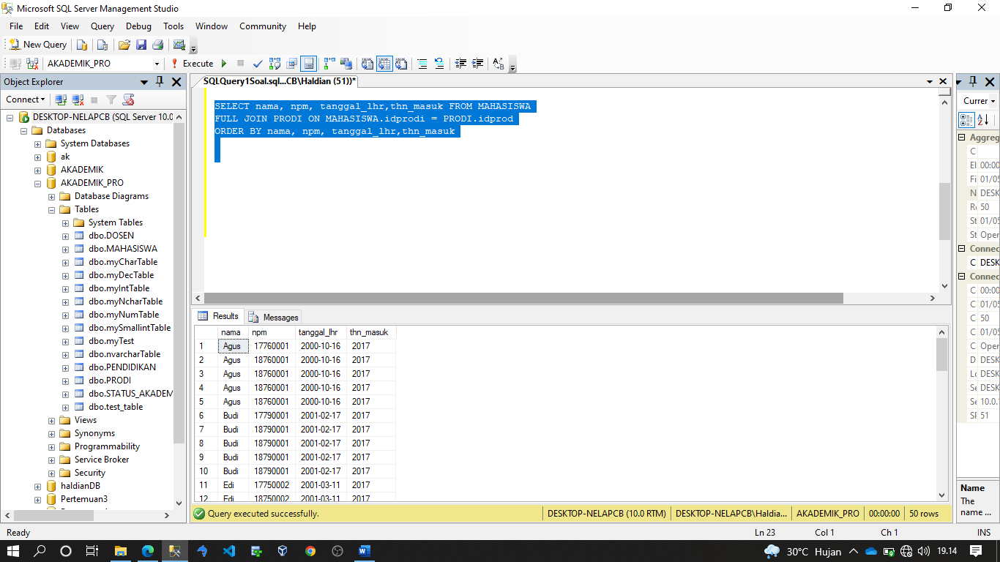 Microsoft SQL Server Management Studio
File Edit View Query Debug Tools Window Community Help
New Query
AKADEMIK_PRO Execute
Object Explorer
Connect
DESKTOP-NELAPCB (SQL Server 10.0
Databases
System Databases
ak
AKADEMIK
AKADEMIK_PRO
Database Diagrams
Tables
System Tables
dbo.DOSEN
dbo.MAHASISWA
dbo.myCharTable
dbo.myDecTable
dbo.myIntTable
dbo.myNcharTable
dbo.myNumTable
dbo.mySmallintTable
dbo.myTest
dbo.nvarcharTable
dbo.PENDIDIKAN
dbo.PRODI
dbo.STATUS_AKADEM
dbo.test_table
Views
Synonyms
Programmability
Service Broker
Security
haldianDB
Pertemuan3
SQLQuery1Soal.sql...CB\Haldian (51))*
SELECT nama, npm, tanggal_lhr,thn_masuk FROM MAHASISWA
FULL JOIN PRODI ON MAHASISWA.idprodi = PRODI.idprod
ORDER BY nama, npm, tanggal_lhr,thn_masuk
Results Messages
nama npm tanggal_lhr thn_masuk
1 Agus 17760001 2000-10-16 2017
2 Agus 18760001 2000-10-16 2017
3 Agus 18760001 2000-10-16 2017
4 Agus 18760001 2000-10-16 2017
5 Agus 18760001 2000-10-16 2017
6 Budi 17790001 2001-02-17 2017
7 Budi 18790001 2001-02-17 2017
8 Budi 18790001 2001-02-17 2017
9 Budi 18790001 2001-02-17 2017
10 Budi 18790001 2001-02-17 2017
11 Edi 17750002 2001-03-11 2017
12 Edi 18750002 2001-03-11 2017
Query executed successfully. DESKTOP-NELAPCB (10.0 RTM) DESKTOP-NELAPCB\Haldia... AKADEMIK_PRO 00:00:00 50 rows
Currer
Aggreg
C
El 00:00
Fi 01/05
N DESK
50
St 01/05
St Oper
Connec
C DESK
Connec
C 00:00
C 01/05
C 50
C 01/05
C Oper
D DESK
Lo DESK
Se DESK
Se 10.0.
SP 51
Name
The
name ...
Ready Ln 23 Col 1 Ch 1 INS
30°C Hujan 19.14